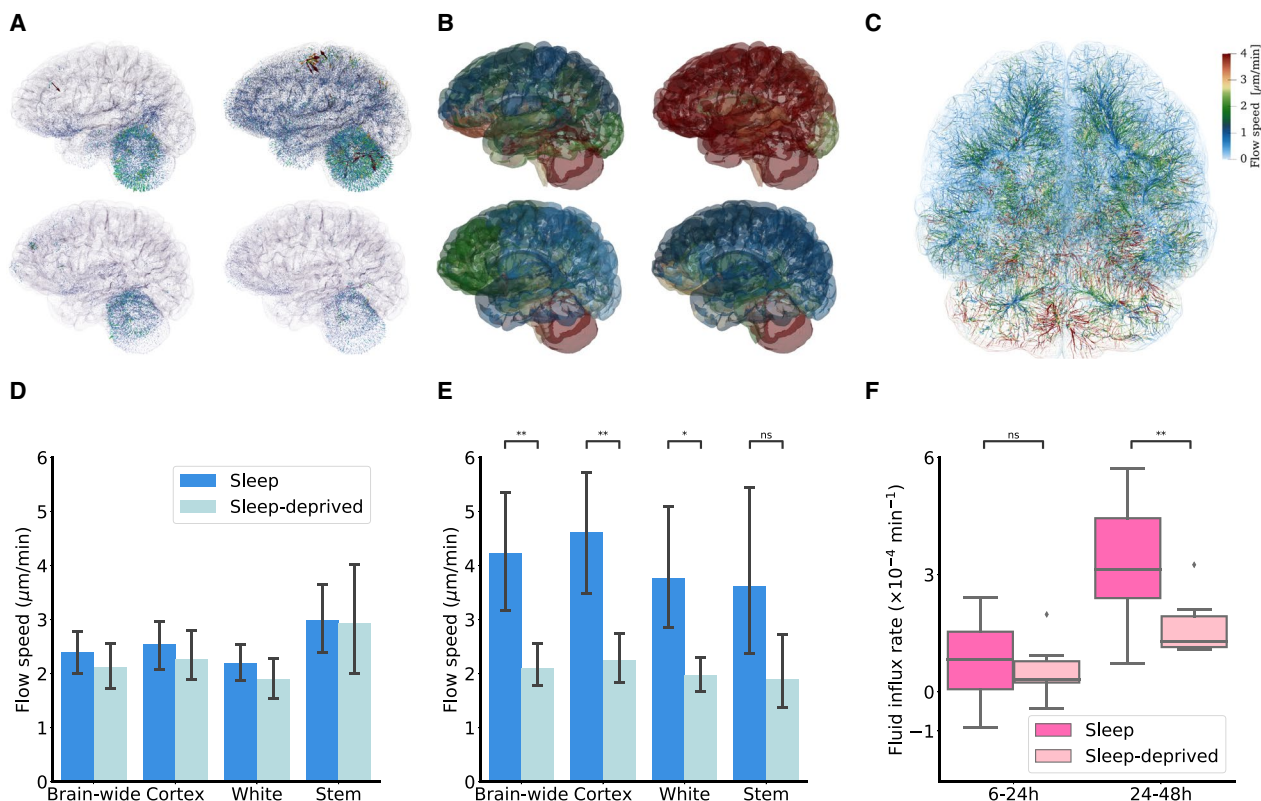 A
B
C
4
3
2
1
0
Flow speed [μm/min]
D
E
F
Flow speed (μm/min)
6
5
4
3
2
1
0
Sleep
Sleep-deprived
Brain-wide Cortex White Stem
Flow speed (μm/min)
6
5
4
3
2
1
0
** ** * ns
Brain-wide Cortex White Stem
Fluid influx rate (×10⁻⁴ min⁻¹)
6
3
0
−1
ns **
Sleep
Sleep-deprived
6-24h 24-48h